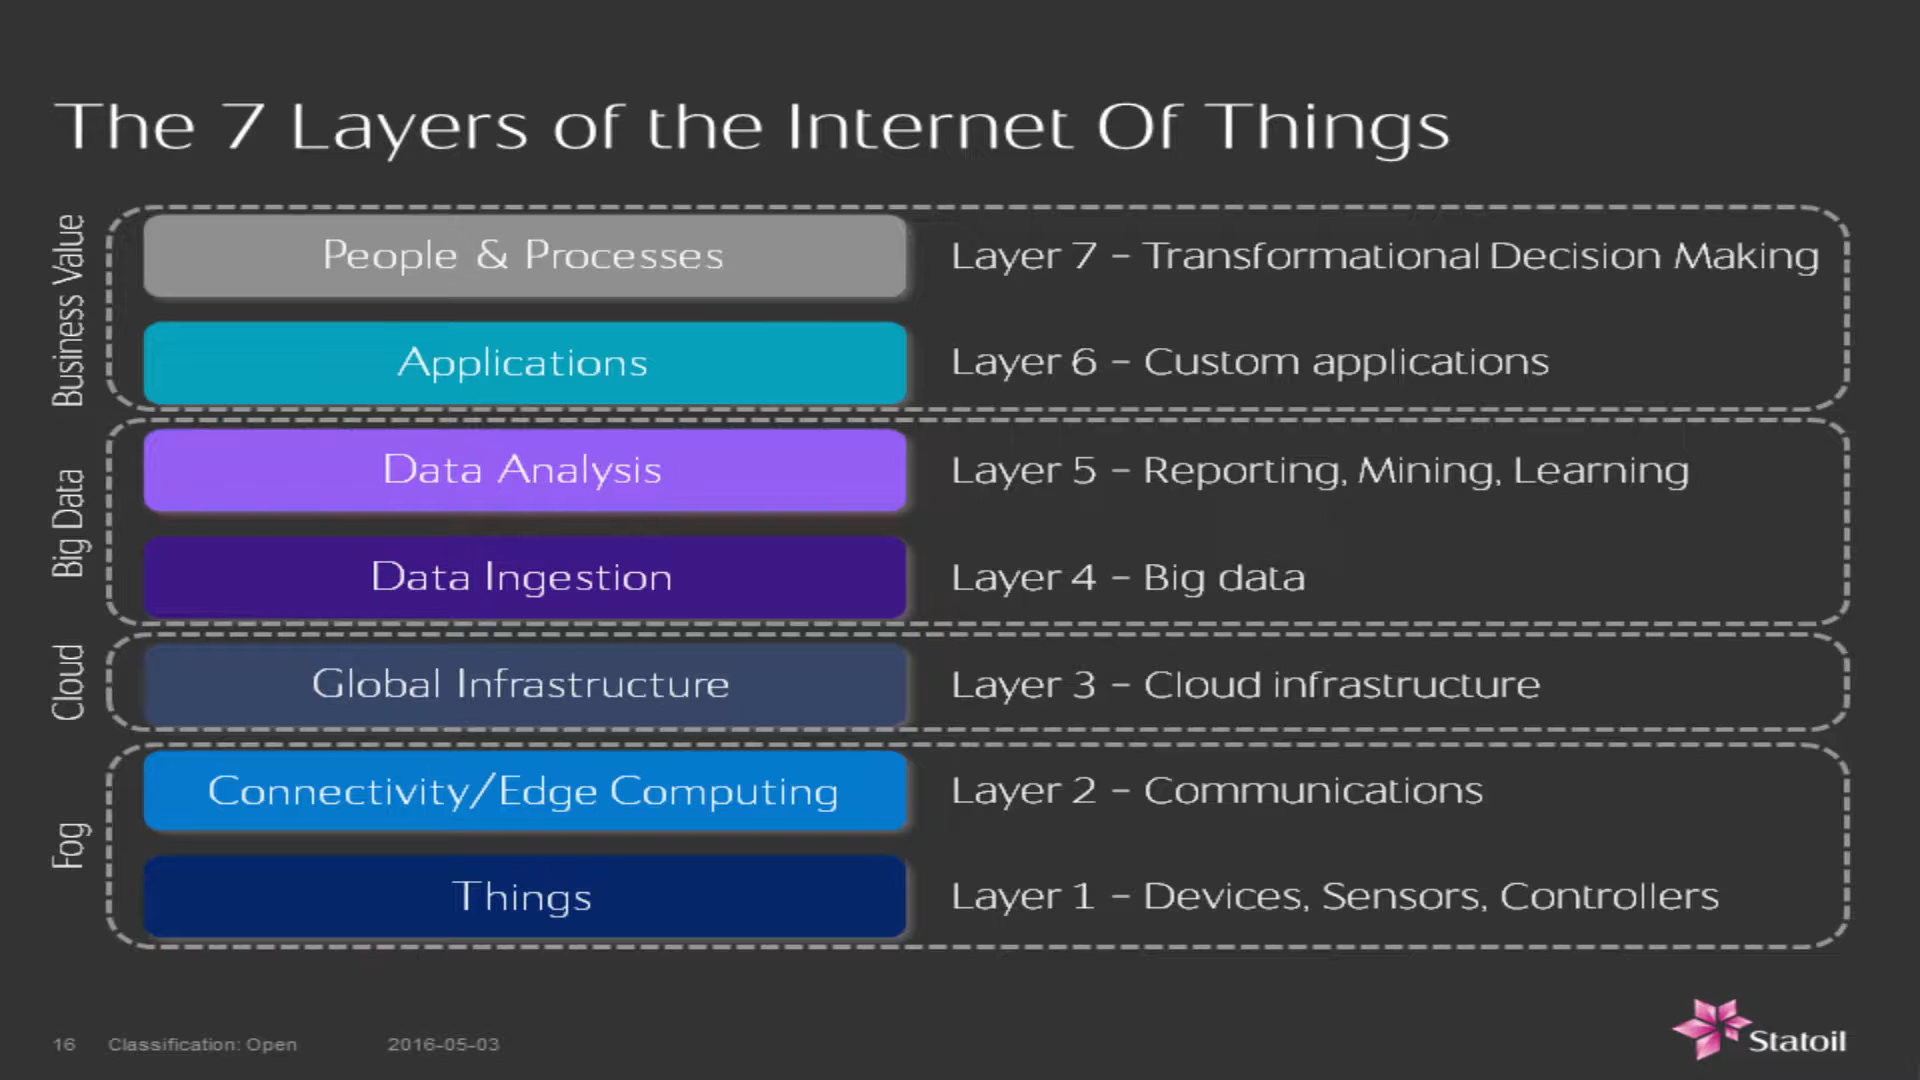 The 7 Layers of the Internet Of Things
Business Value
People & Processes
Layer 7 – Transformational Decision Making
Applications
Layer 6 – Custom applications
Big Data
Data Analysis
Layer 5 – Reporting, Mining, Learning
Data Ingestion
Layer 4 – Big data
Cloud
Global Infrastructure
Layer 3 – Cloud infrastructure
Fog
Connectivity/Edge Computing
Layer 2 – Communications
Things
Layer 1 – Devices, Sensors, Controllers
16 Classification: Open 2016-05-03
Statoil